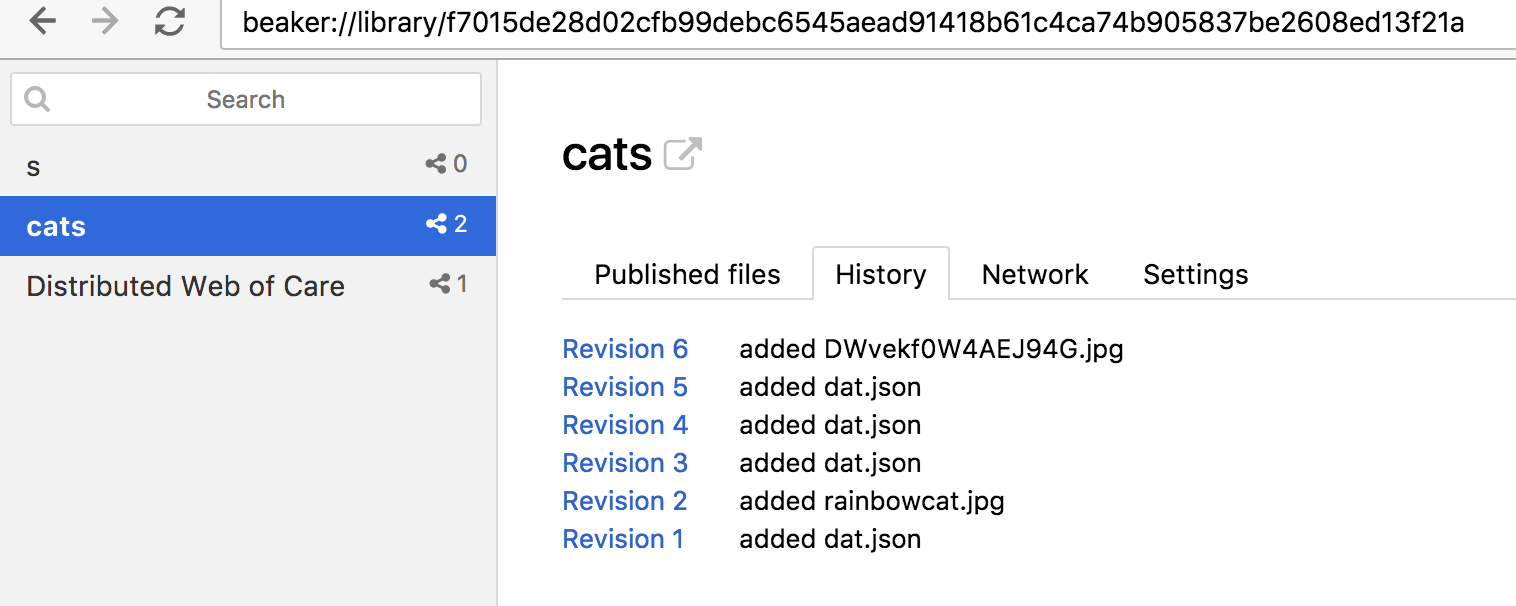 beaker://library/f7015de28d02cfb99debc6545aead91418b61c4ca74b905837be2608ed13f21a
Search
s 0
cats 2
Distributed Web of Care 1
cats
Published files History Network Settings
Revision 6 added DWvekf0W4AEJ94G.jpg
Revision 5 added dat.json
Revision 4 added dat.json
Revision 3 added dat.json
Revision 2 added rainbowcat.jpg
Revision 1 added dat.json